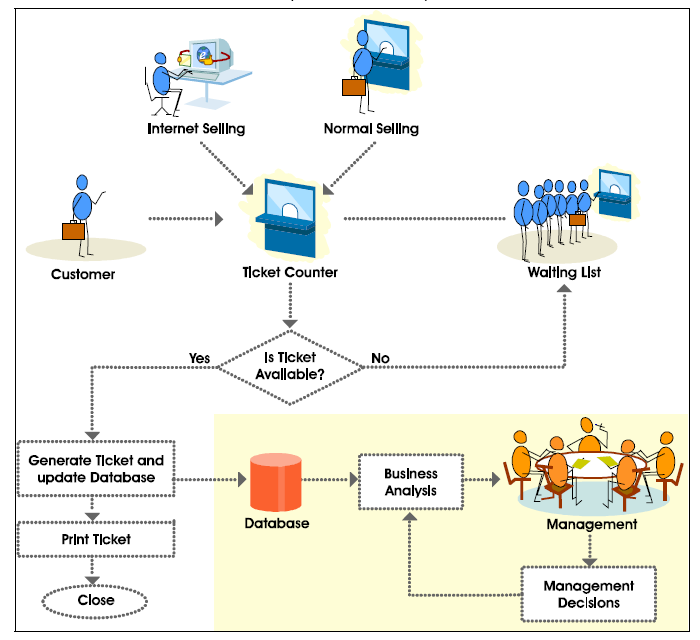 Internet Selling
Normal Selling
Customer
Ticket Counter
Waiting List
Yes
Is Ticket
Available?
No
Generate Ticket and
update Database
Database
Business
Analysis
Management
Print Ticket
Management
Decisions
Close